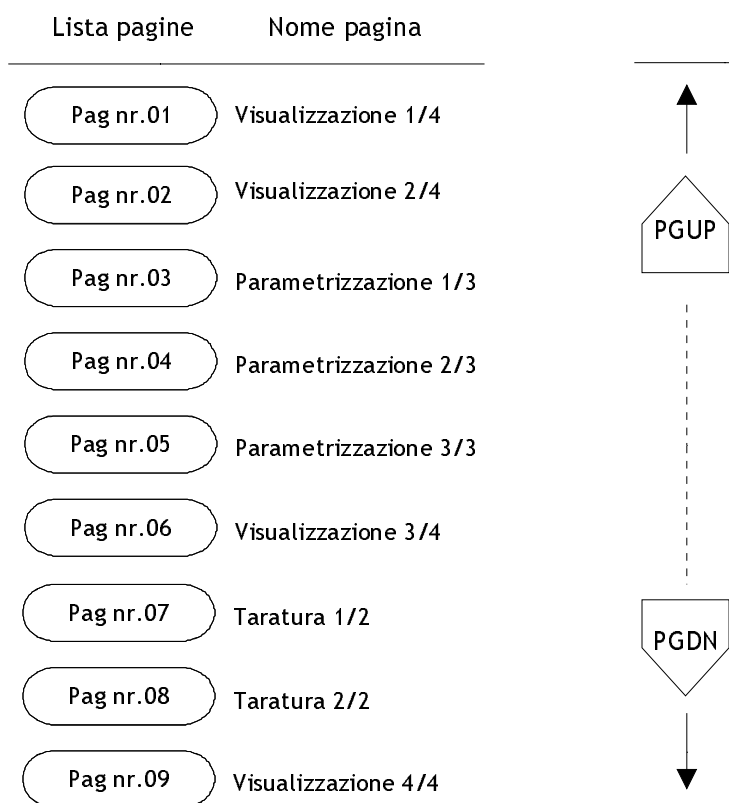 Lista pagine Nome pagina
Pag nr.01 Visualizzazione 1/4
Pag nr.02 Visualizzazione 2/4
PGUP
Pag nr.03 Parametrizzazione 1/3
Pag nr.04 Parametrizzazione 2/3
Pag nr.05 Parametrizzazione 3/3
Pag nr.06 Visualizzazione 3/4
Pag nr.07 Taratura 1/2
PGDN
Pag nr.08 Taratura 2/2
Pag nr.09 Visualizzazione 4/4